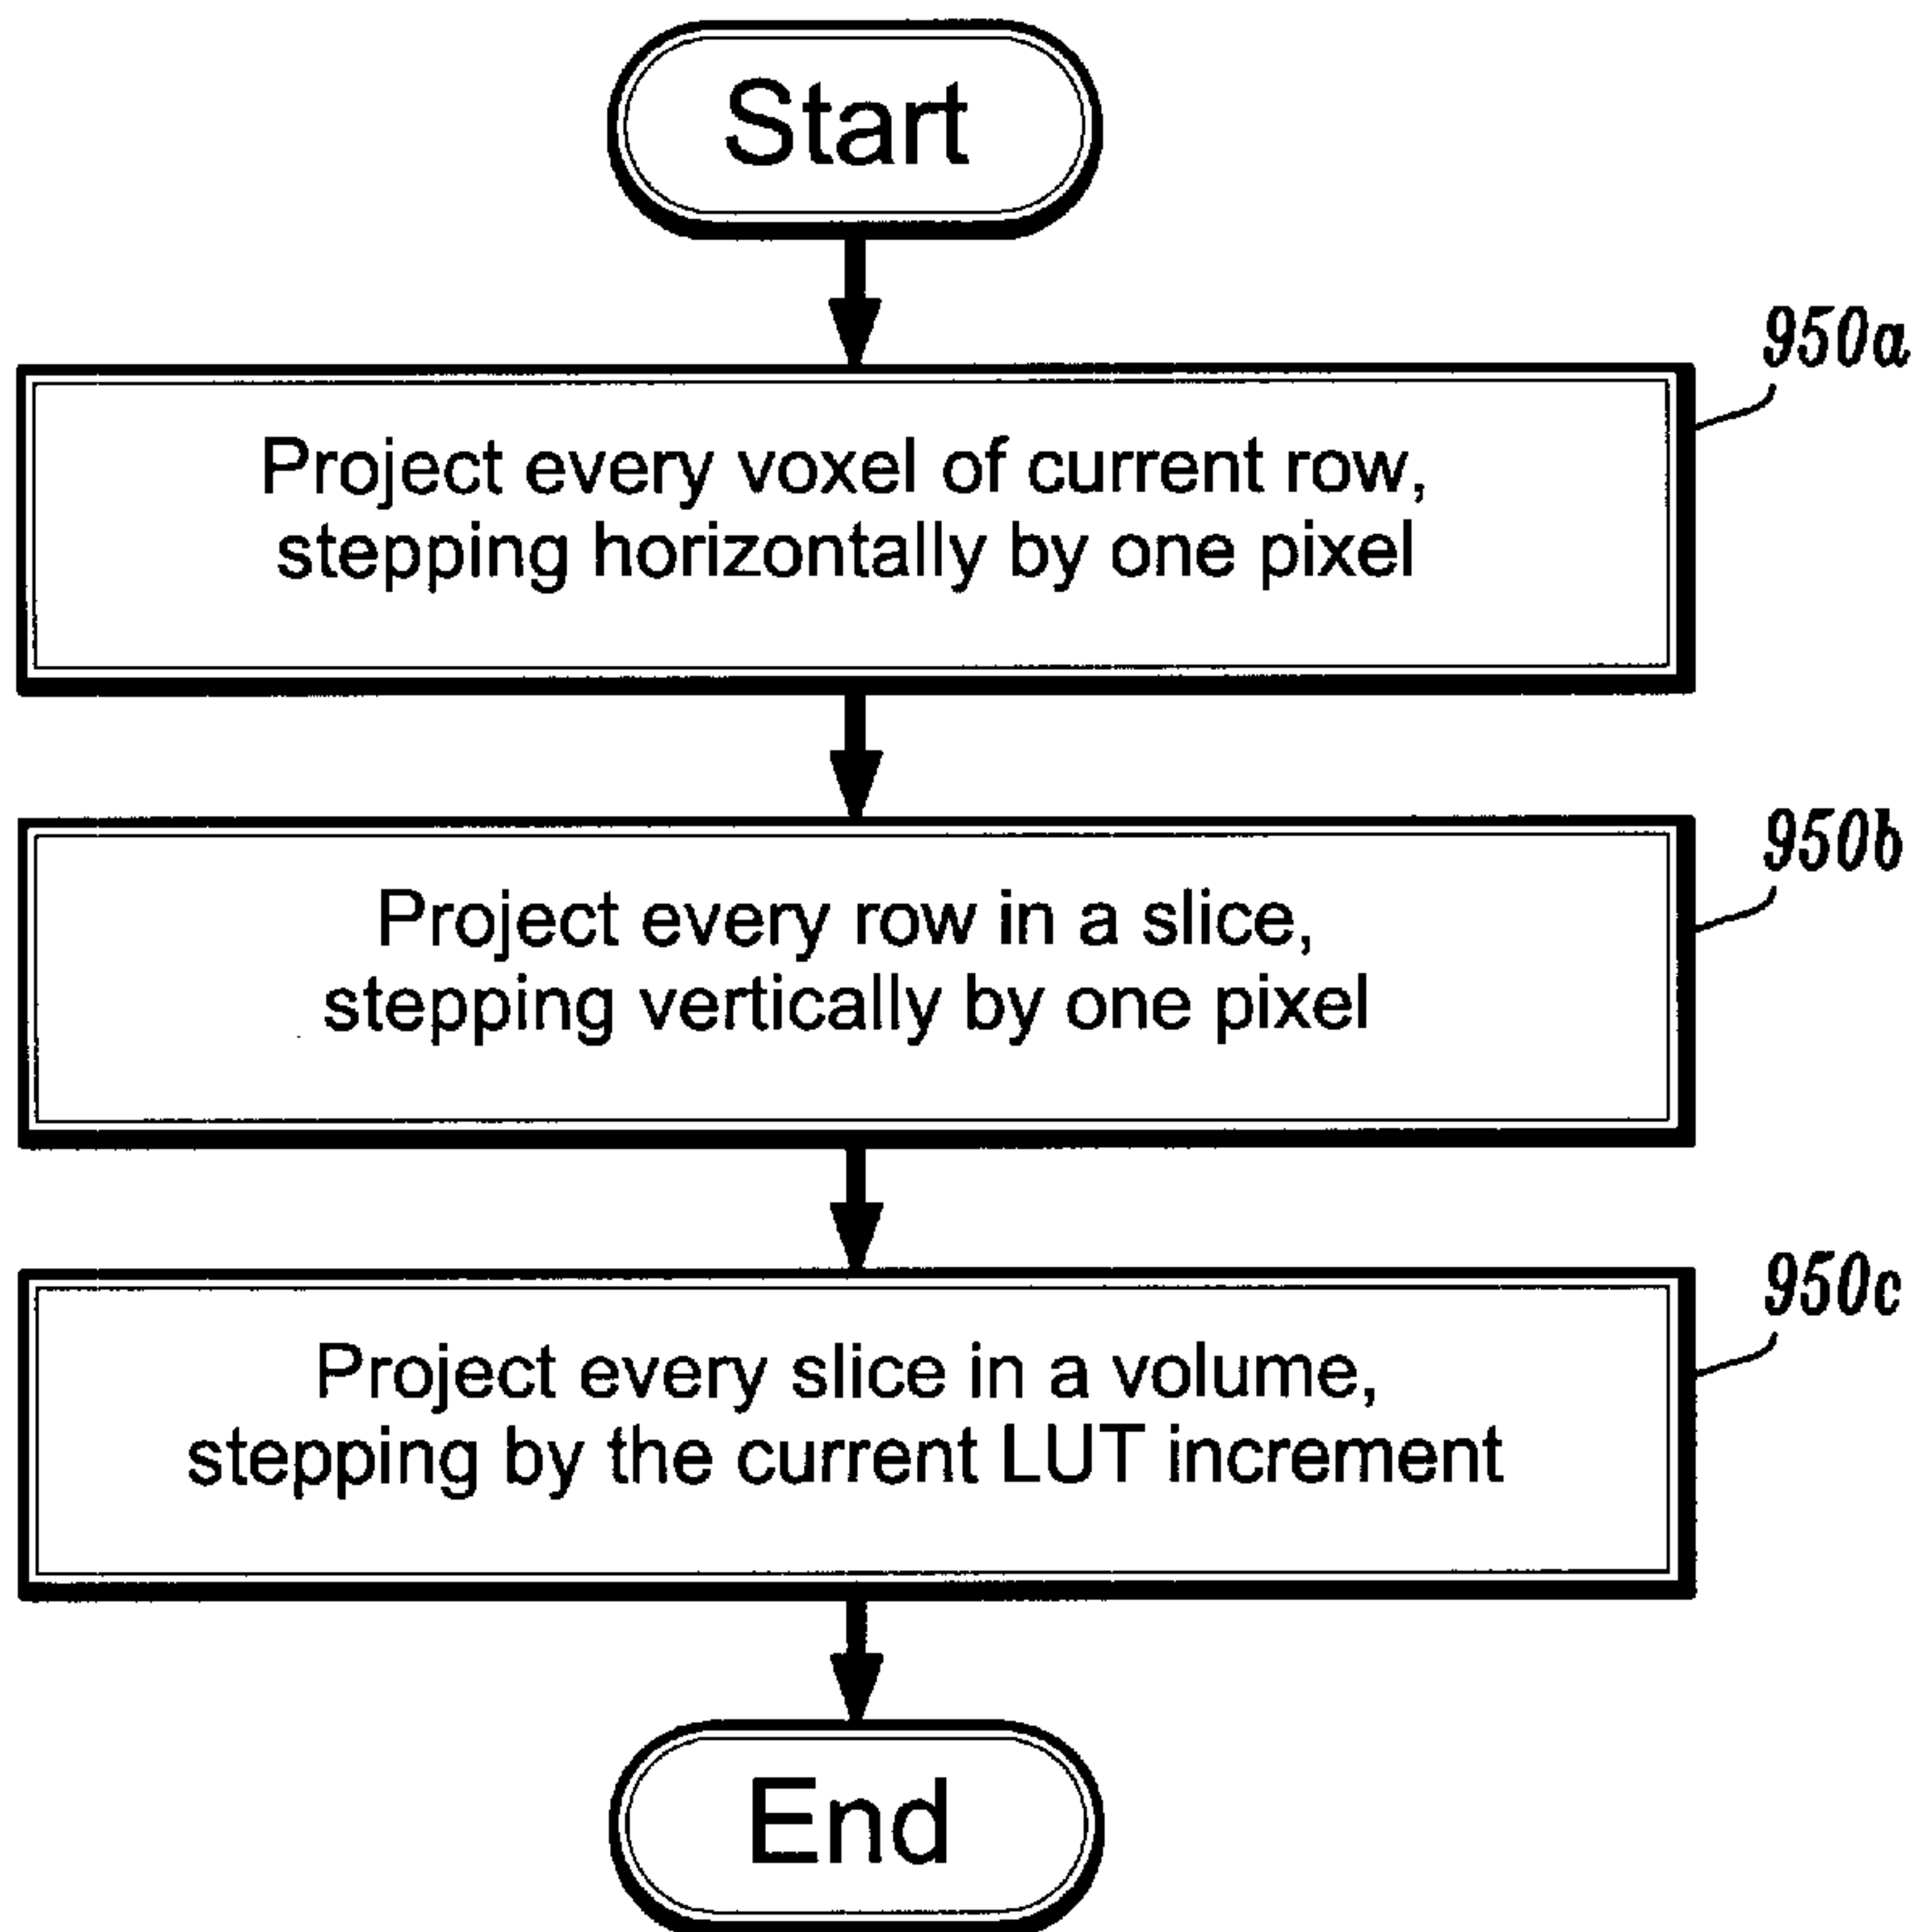 Start
950a
Project every voxel of current row,
stepping horizontally by one pixel
950b
Project every row in a slice,
stepping vertically by one pixel
950c
Project every slice in a volume,
stepping by the current LUT increment
End